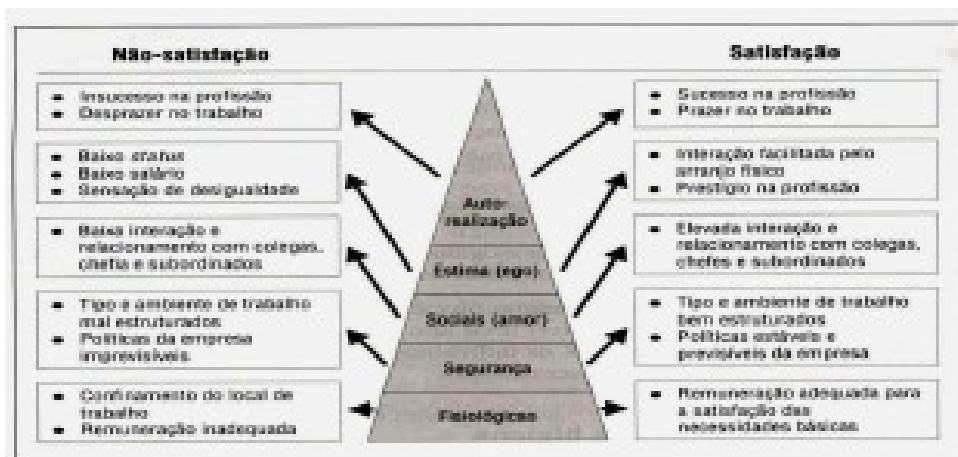 Não-satisfação
Satisfação
• Insucesso na profissão
• Desprazer no trabalho
• Sucesso na profissão
• Prazer no trabalho
• Baixo status
• Baixo salário
• Sensação de desigualdade
• Interação facilitada pelo
arranjo físico
• Prestígio na profissão
Auto-
realização
• Baixa interação e
relacionamento com colegas,
chefia e subordinados
• Elevada interação e
relacionamento com colegas,
chefes e subordinados
Estima (ego)
• Tipo e ambiente de trabalho
mal estruturados
• Políticas da empresa
imprevisíveis
Sociais (amor)
• Tipo e ambiente de trabalho
bem estruturados
• Políticas estáveis e
previsíveis da empresa
Segurança
• Confinamento do local de
trabalho
• Remuneração inadequada
Fisiológicas
• Remuneração adequada para
a satisfação das
necessidades básicas